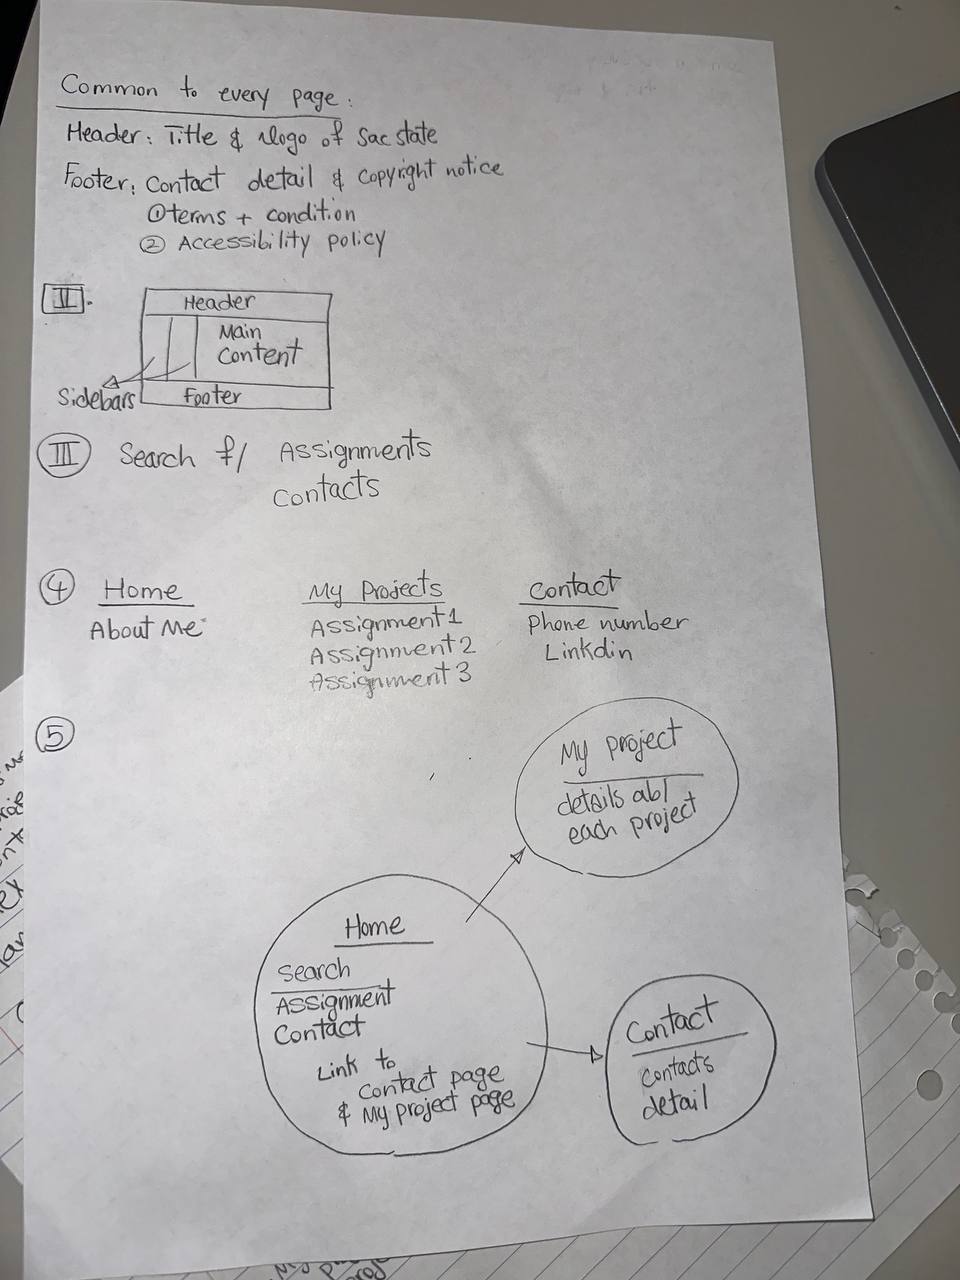 Common to every page:
Header: Title & logo of Sac state
Footer: Contact detail & copyright notice
① terms + condition
② Accessibility policy
II.
Header
Main
Content
Sidebars
Footer
III Search f/ Assignments
Contacts
④ Home My Projects Contact
About Me Assignment 1 Phone number
Assignment 2 Linkdin
Assignment 3
⑤
My project
details abt
each project
Home
Search
Assignment
Contact
Link to
Contact page
& My project page
Contact
contacts
detail